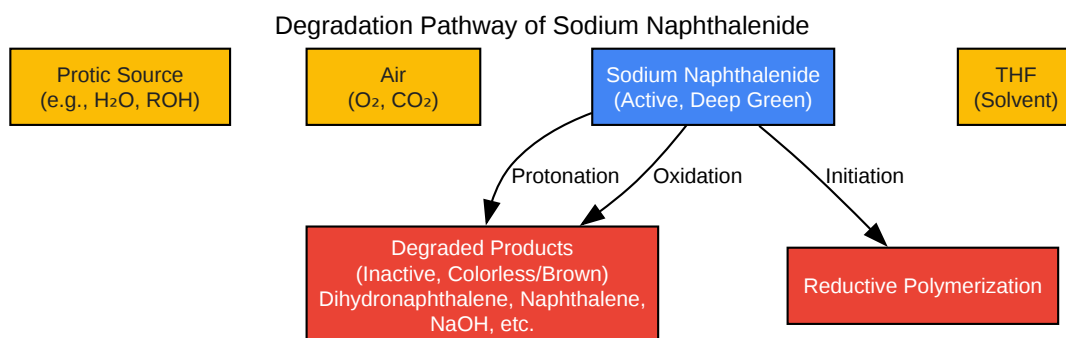 Degradation Pathway of Sodium Naphthalenide
Protic Source
(e.g., H₂O, ROH)
Air
(O₂, CO₂)
Sodium Naphthalenide
(Active, Deep Green)
THF
(Solvent)
Protonation
Oxidation
Initiation
Degraded Products
(Inactive, Colorless/Brown)
Dihydronaphthalene, Naphthalene,
NaOH, etc.
Reductive Polymerization